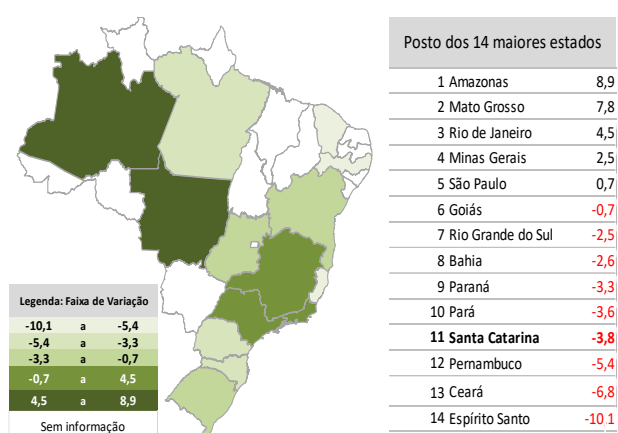 Posto dos 14 maiores estados
1 Amazonas 8,9
2 Mato Grosso 7,8
3 Rio de Janeiro 4,5
4 Minas Gerais 2,5
5 São Paulo 0,7
6 Goiás -0,7
7 Rio Grande do Sul -2,5
8 Bahia -2,6
9 Paraná -3,3
10 Pará -3,6
11 Santa Catarina -3,8
12 Pernambuco -5,4
13 Ceará -6,8
14 Espírito Santo -10,1
Legenda: Faixa de Variação
-10,1 a -5,4
-5,4 a -3,3
-3,3 a -0,7
-0,7 a 4,5
4,5 a 8,9
Sem informação